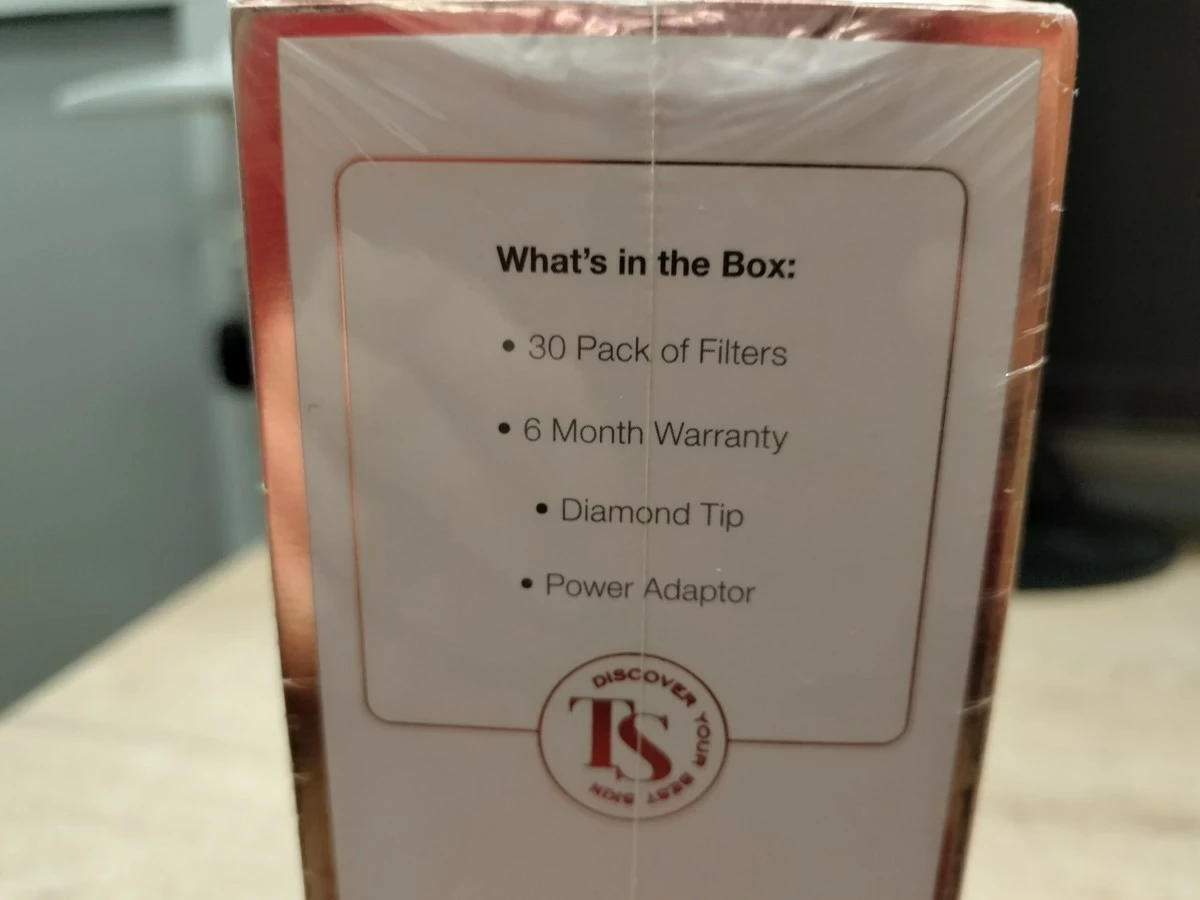 What's in the Box:
• 30 Pack of Filters
• 6 Month Warranty
• Diamond Tip
• Power Adaptor
DISCOVER YOUR BEST SKIN
TS